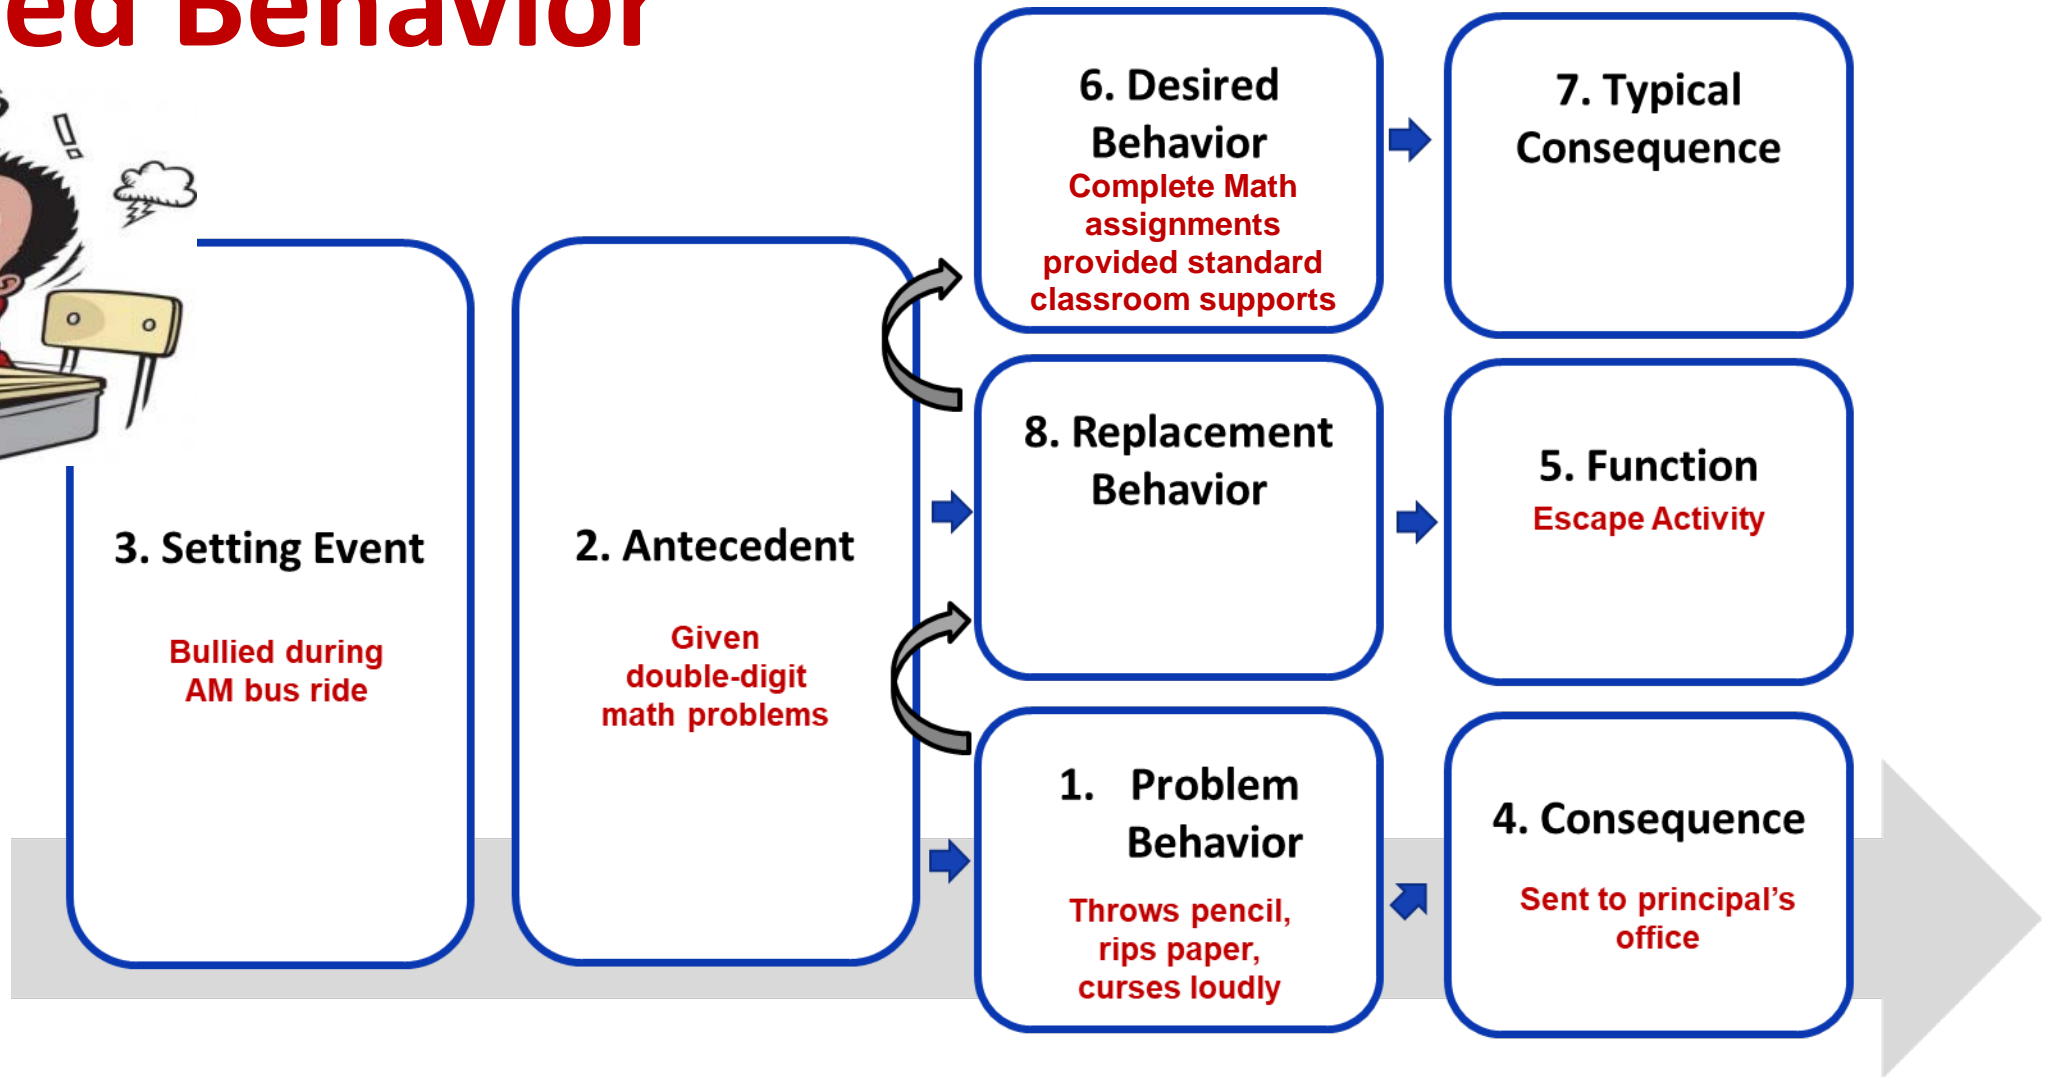 ed Behavior
3. Setting Event
Bullied during
AM bus ride
2. Antecedent
Given
double-digit
math problems
6. Desired
Behavior
Complete Math
assignments
provided standard
classroom supports
7. Typical
Consequence
8. Replacement
Behavior
5. Function
Escape Activity
1. Problem
Behavior
Throws pencil,
rips paper,
curses loudly
4. Consequence
Sent to principal's
office